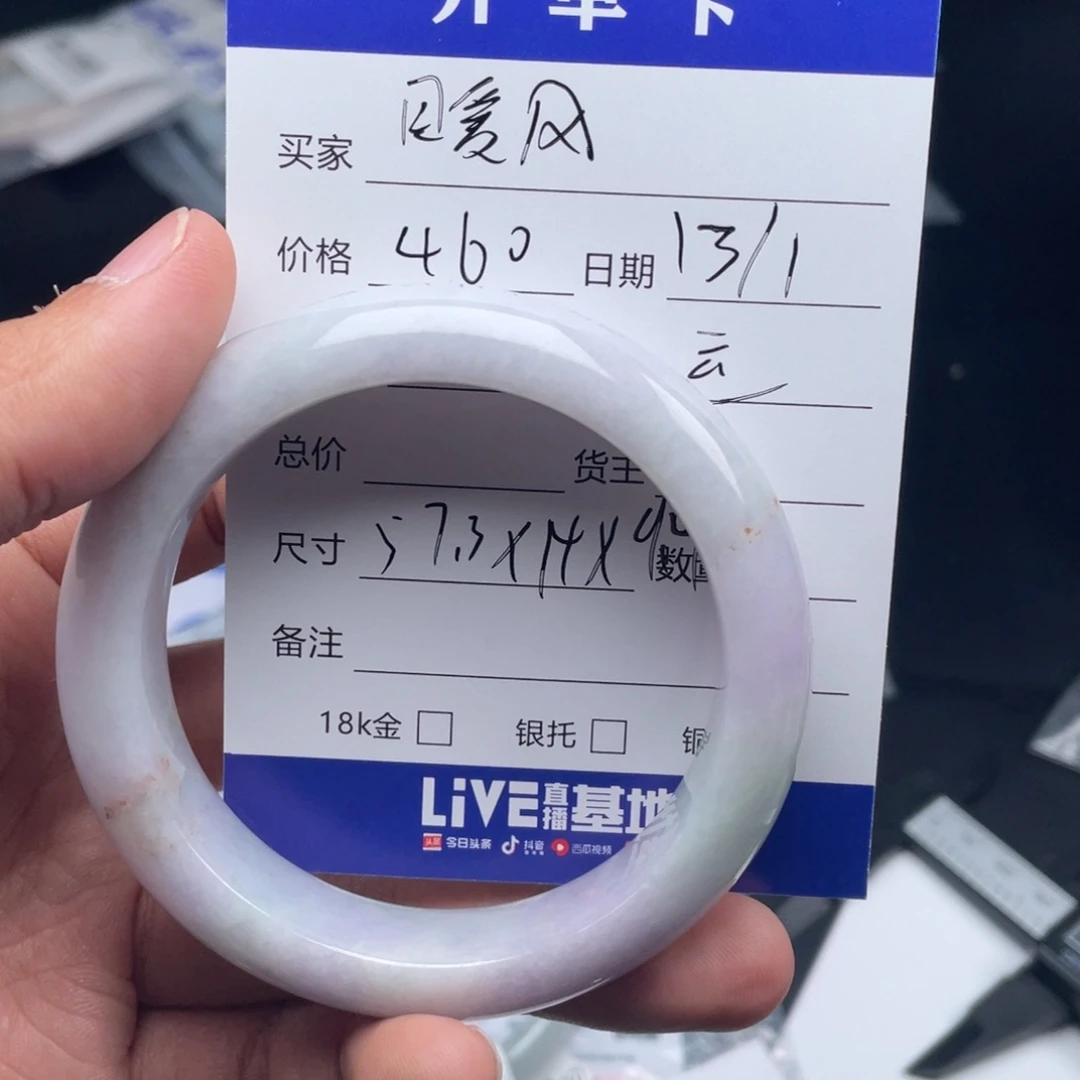 开单卡
买家 暖风
价格 460 日期 13/1
云
总价 货主
尺寸 57.3X14X 数量
备注
18k金 银托 铜
LiVE直播基地
今日头条 抖音 西瓜视频